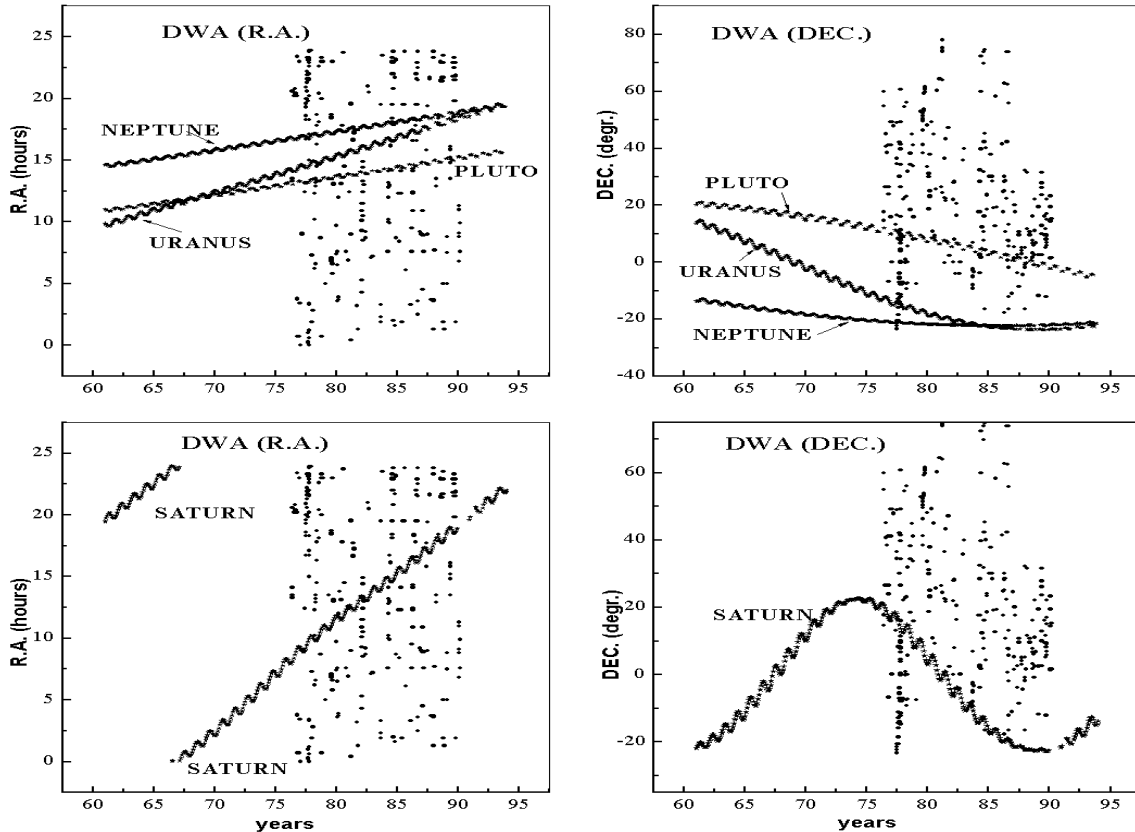 DWA (R.A.)
25
20
15
10
5
0
R.A. (hours)
NEPTUNE
PLUTO
URANUS
60 65 70 75 80 85 90 95
DWA (DEC.)
80
60
40
20
0
-20
-40
DEC. (degr.)
PLUTO
URANUS
NEPTUNE
60 65 70 75 80 85 90 95
DWA (R.A.)
25
20
15
10
5
0
R.A. (hours)
SATURN
SATURN
60 65 70 75 80 85 90 95
years
DWA (DEC.)
60
40
20
0
-20
DEC. (degr.)
SATURN
60 65 70 75 80 85 90 95
years